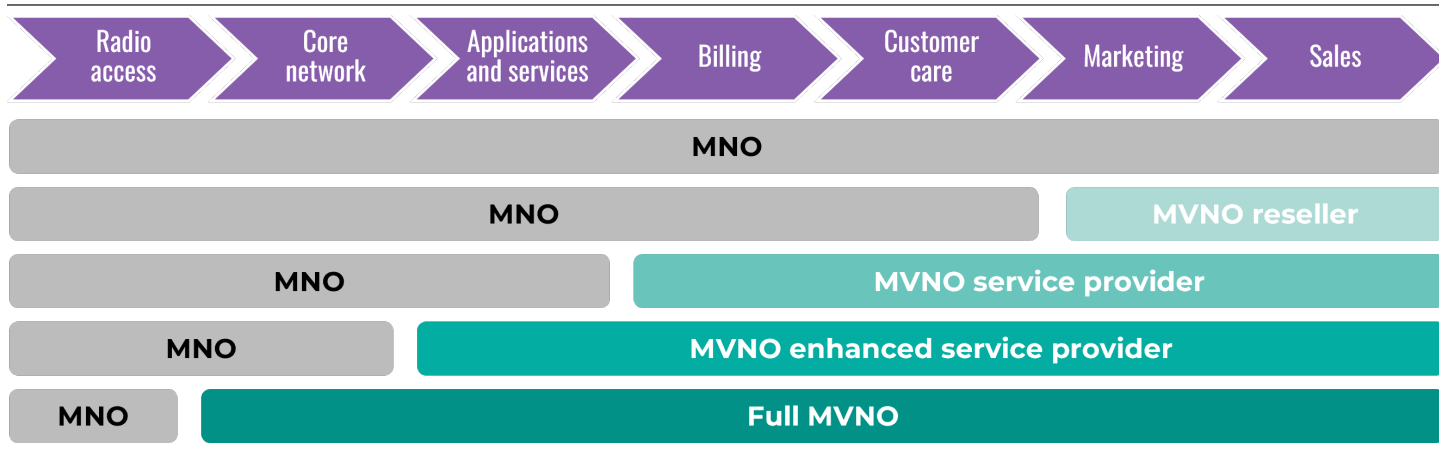 Radio
access
Core
network
Applications
and services
Billing
Customer
care
Marketing
Sales
MNO
MNO
MVNO reseller
MNO
MVNO service provider
MNO
MVNO enhanced service provider
MNO
Full MVNO